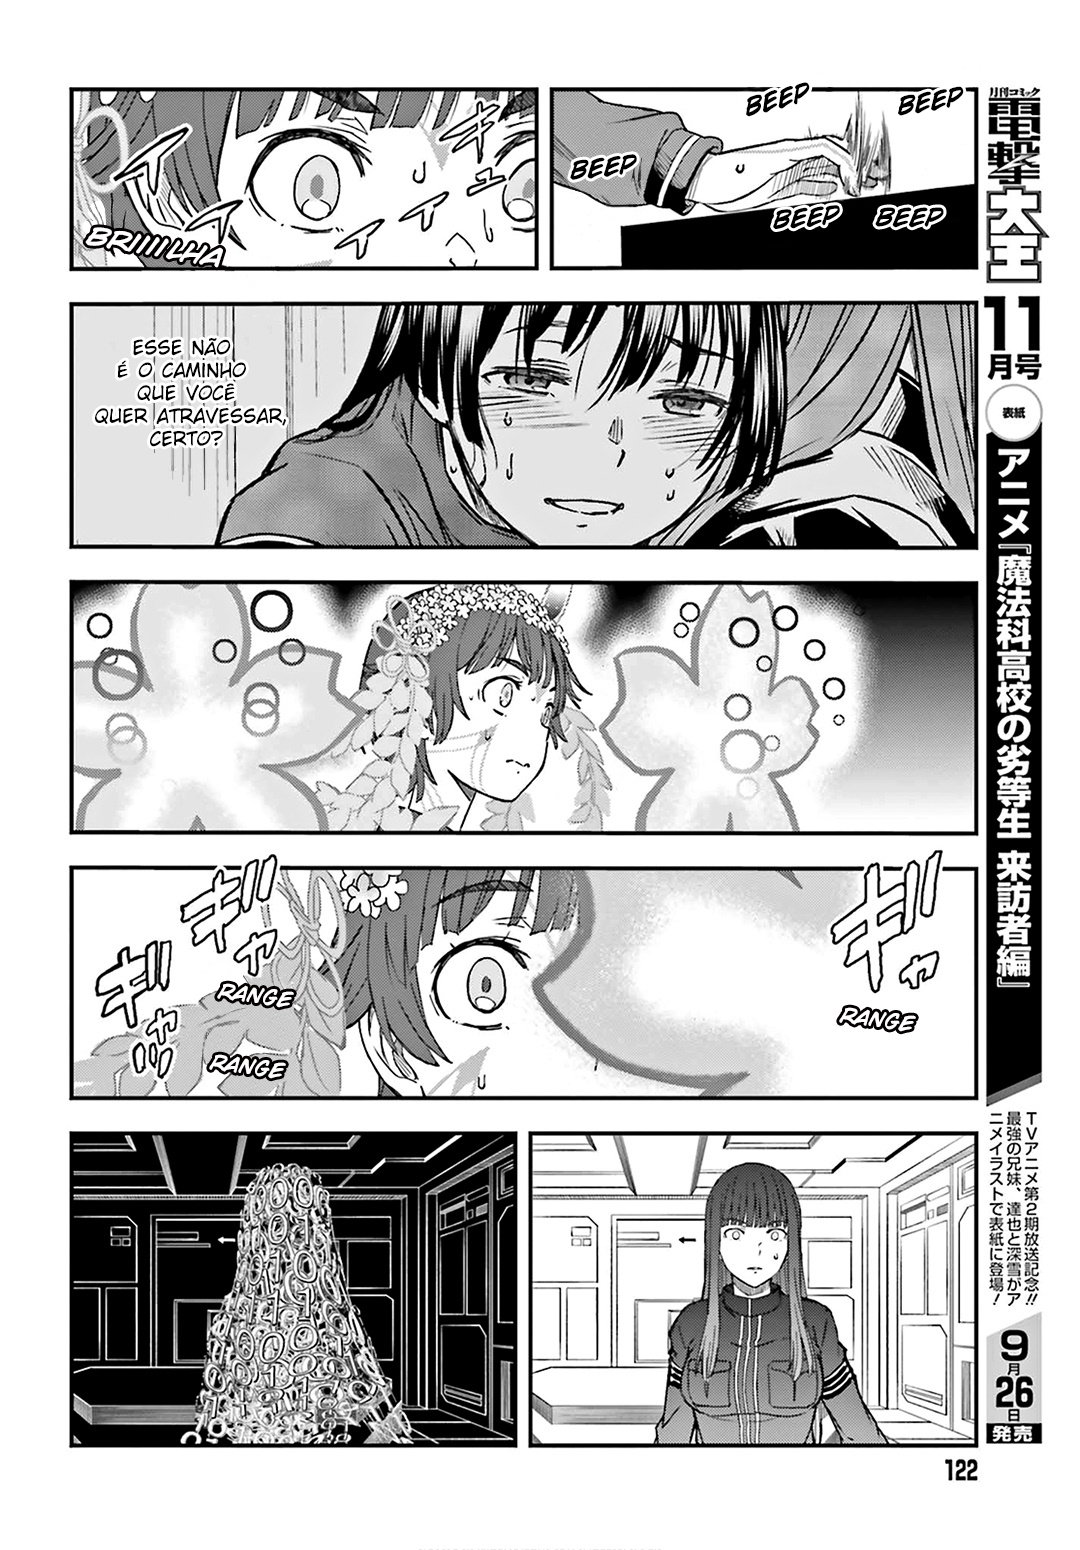 BEEP
BEEP
BEEP
BEEP
BEEP
キュ
イイイイ
BRIIIILHA
ESSE NÃO
É O CAMINHO
QUE VOCÊ
QUER ATRAVESSAR,
CERTO?
ギャ
RANGE
ギギャ
RANGE
RANGE
月刊コミック
電撃大王
11
月号
表紙
アニメ『魔法科高校の劣等生 来訪者編』
TVアニメ第2期放送記念!!
最強の兄妹、達也と深雪がア
ニメイラストで表紙に登場!
9月26日発売
122